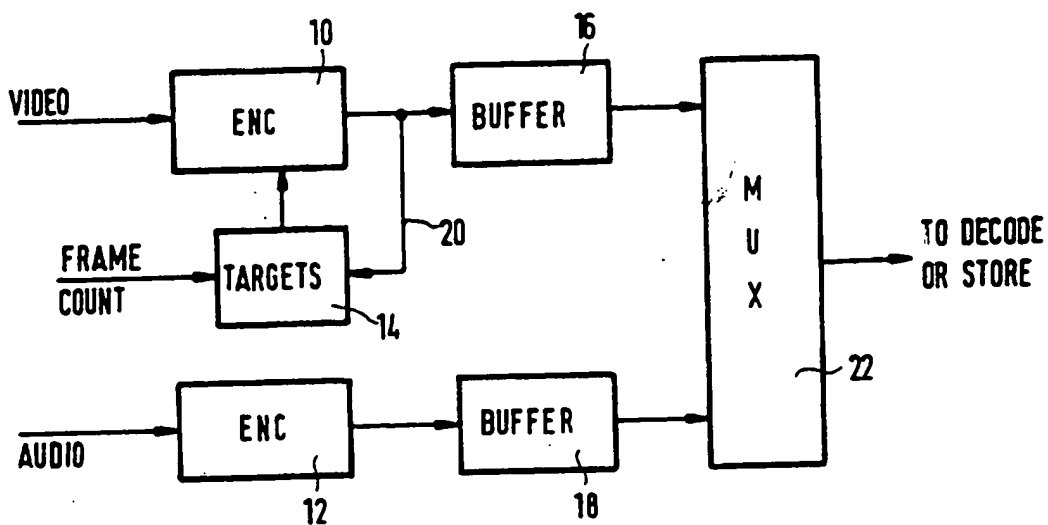 10
16
VIDEO
ENC
BUFFER
M
U
X
20
TO DECODE
OR STORE
FRAME
COUNT
TARGETS
14
22
AUDIO
ENC
BUFFER
12
18